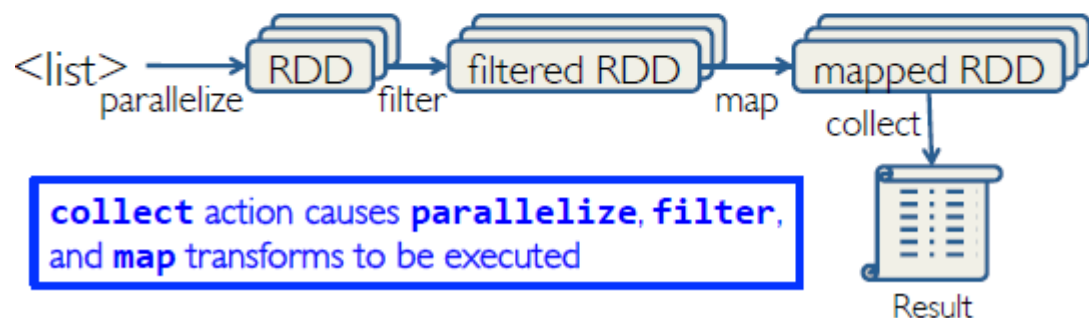 <list>
parallelize
RDD
filter
filtered RDD
map
mapped RDD
collect
collect action causes parallelize, filter,
and map transforms to be executed
Result